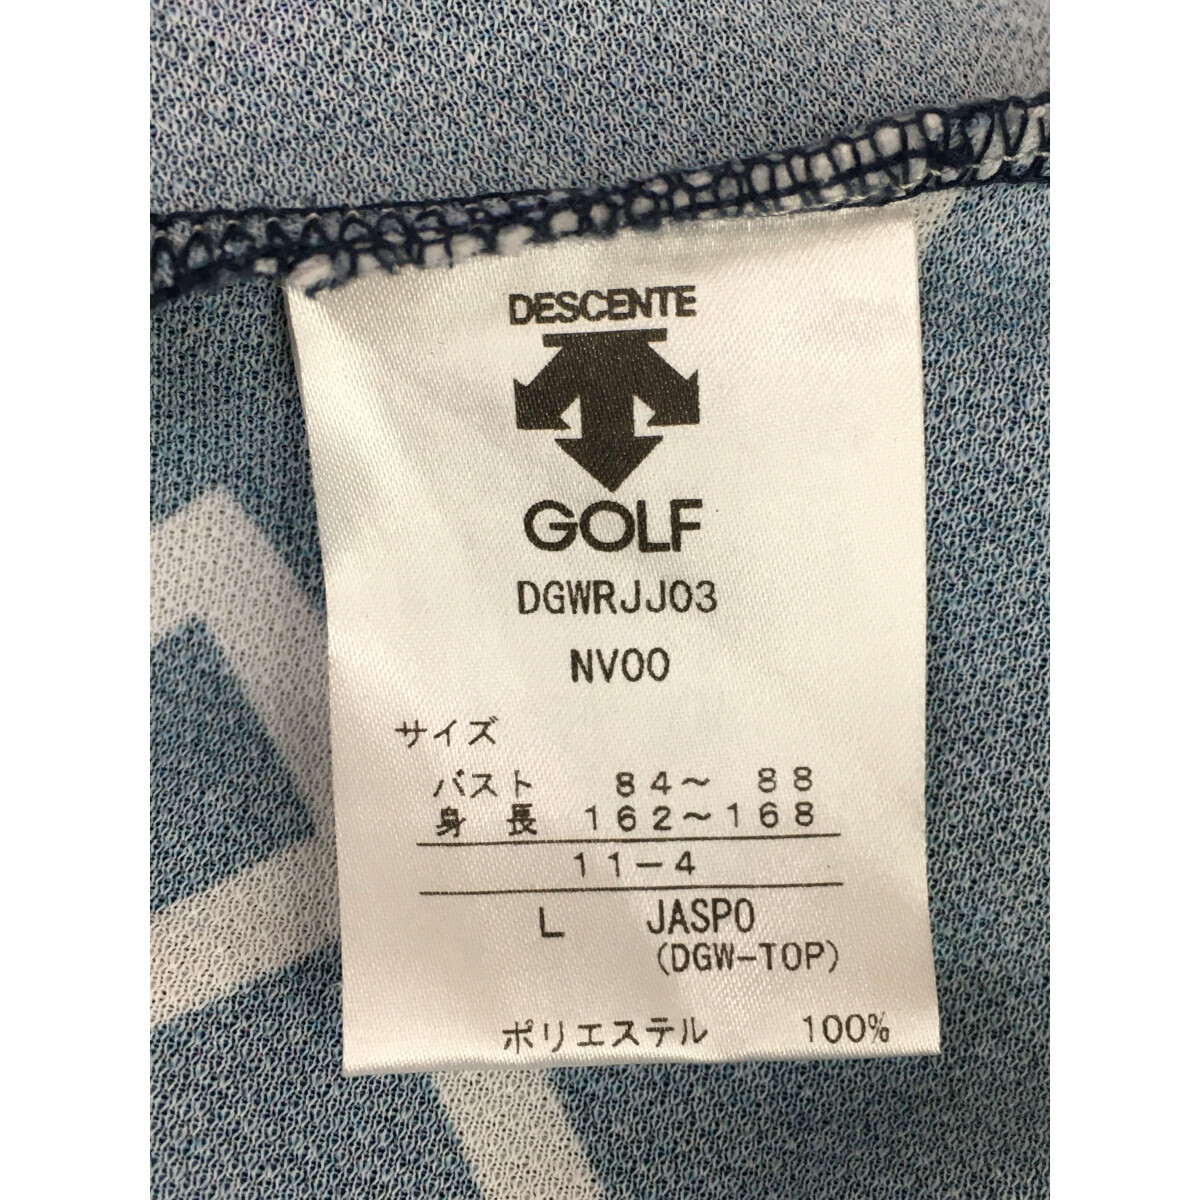 DESCENTE
GOLF
DGWRJJ03
NV00
サイズ
バスト 84～ 88
身 長 162～168
11-4
L JASPO
(DGW-TOP)
ポリエステル 100%